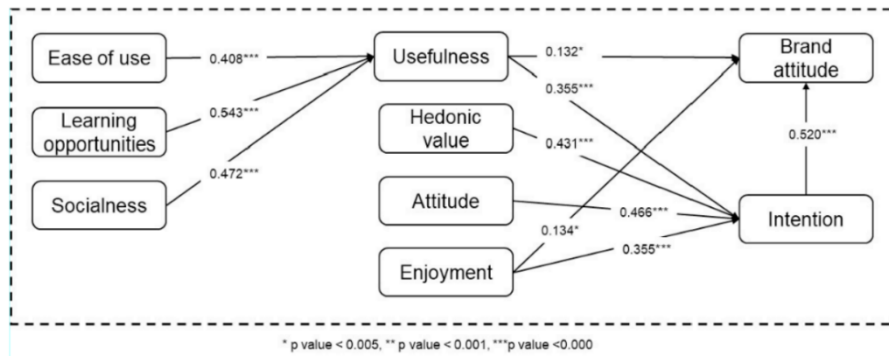 Ease of use
0.408***
Usefulness
0.132*
Brand
attitude
0.355***
Learning
opportunities
0.543***
Hedonic
value
0.431***
0.520***
0.472***
Socialness
Attitude
0.466***
Intention
0.134*
0.355***
Enjoyment
* p value < 0.005, ** p value < 0.001, ***p value <0.000